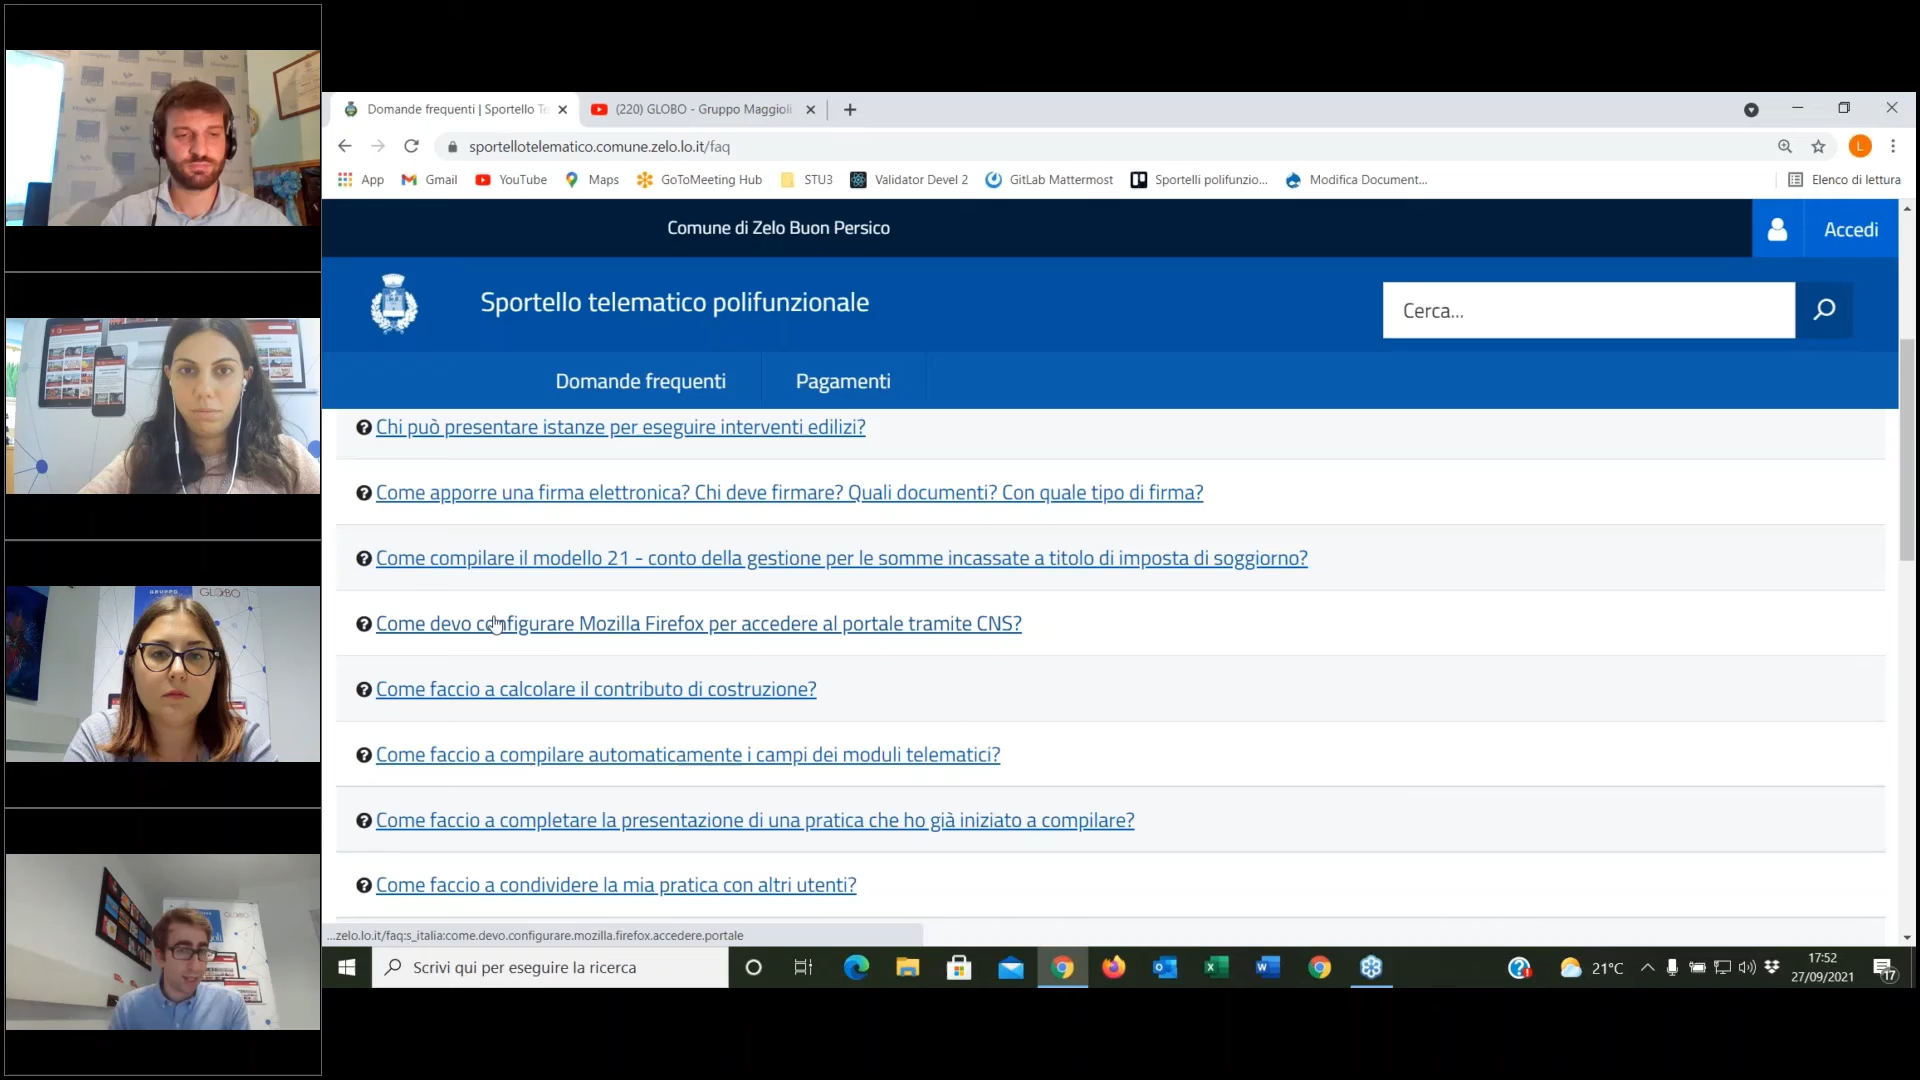 Domande frequenti | Sportello Te
(220) GLOBO - Gruppo Maggioli
sportellotelematico.comune.zelo.lo.it/faq
L
App
Gmail
YouTube
Maps
GoToMeeting Hub
STU3
Validator Devel 2
GitLab Mattermost
Sportelli polifunzio...
Modifica Document...
Elenco di lettura
Comune di Zelo Buon Persico
Accedi
Sportello telematico polifunzionale
Cerca...
Domande frequenti
Pagamenti
Chi può presentare istanze per eseguire interventi edilizi?
Come apporre una firma elettronica? Chi deve firmare? Quali documenti? Con quale tipo di firma?
Come compilare il modello 21 - conto della gestione per le somme incassate a titolo di imposta di soggiorno?
Come devo configurare Mozilla Firefox per accedere al portale tramite CNS?
Come faccio a calcolare il contributo di costruzione?
Come faccio a compilare automaticamente i campi dei moduli telematici?
Come faccio a completare la presentazione di una pratica che ho già iniziato a compilare?
Come faccio a condividere la mia pratica con altri utenti?
...zelo.lo.it/faq:s_italia:come.devo.configurare.mozilla.firefox.accedere.portale
Scrivi qui per eseguire la ricerca
21°C
17:52
27/09/2021
17
GLOBO